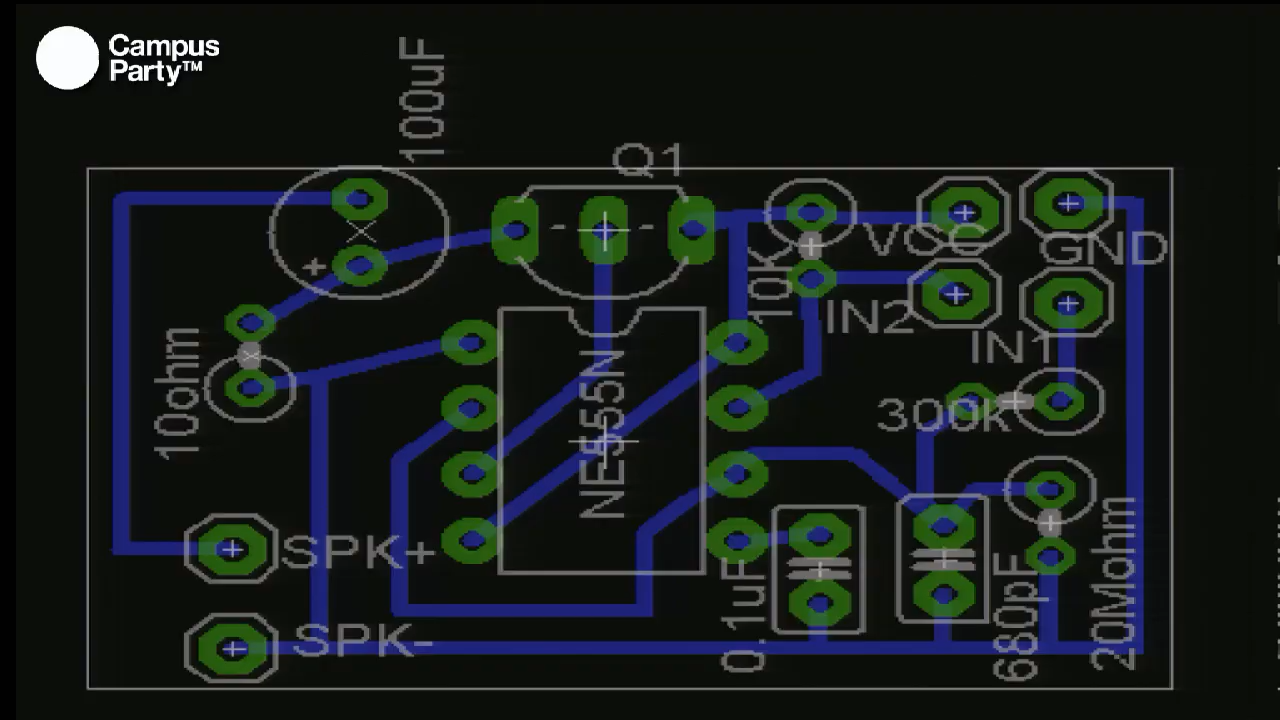 Campus
Party™
100uF
Q1
VCC
GND
10K
IN2
IN1
10ohm
NE555N
300k
SPK+
SPK-
0.1uF
680pF
20Mohm